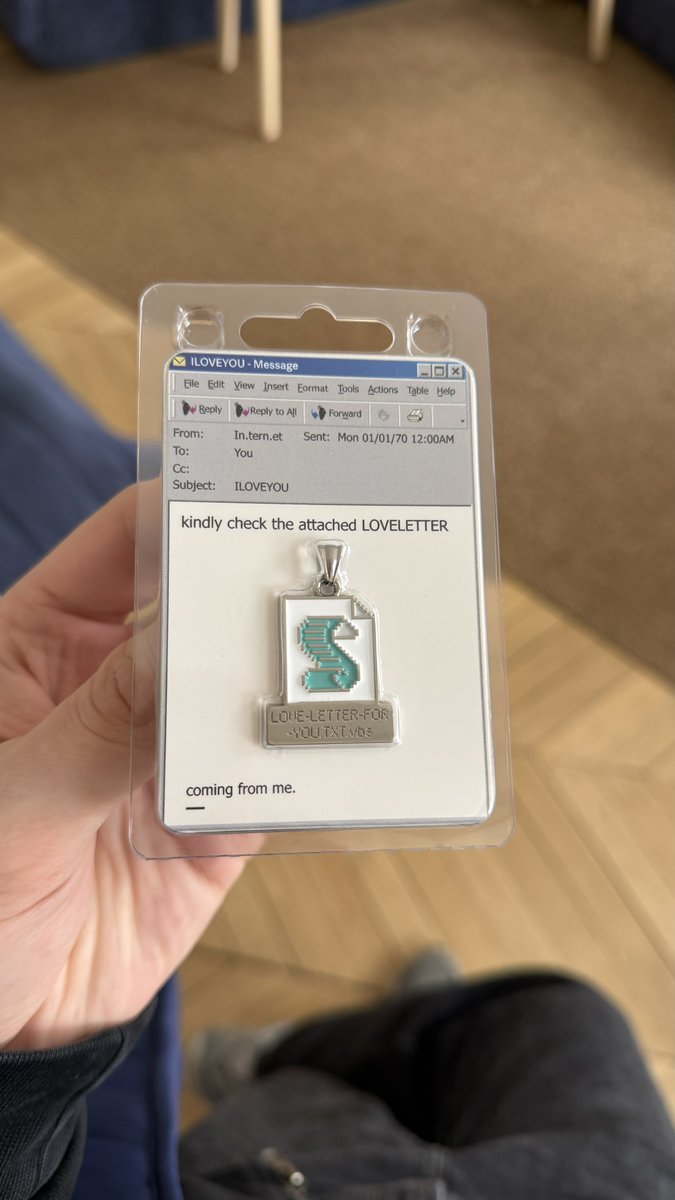 ILOVEYOU - Message
File Edit View Insert Format Tools Actions Table Help
Reply Reply to All Forward
From: In.tern.et Sent: Mon 01/01/70 12:00AM
To: You
Cc:
Subject: ILOVEYOU
kindly check the attached LOVELETTER
LOVE-LETTER-FOR
-YOU.TXT.vbs
coming from me.